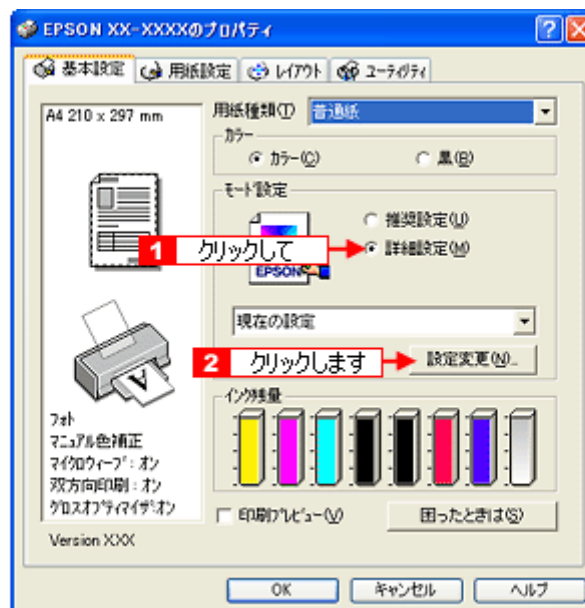 EPSON XX-XXXXのプロパティ
基本設定 用紙設定 レイアウト ユーティリティ
A4 210 x 297 mm
用紙種類(T) 普通紙
カラー
カラー(C) 黒(B)
モード設定
推奨設定(U)
1 クリックして
詳細設定(M)
EPSON
現在の設定
2 クリックします
設定変更(N)...
インク残量
フォト
マニュアル色補正
マイクロウィーブ：オン
双方向印刷：オン
グロスオプティマイザ：オン
印刷プレビュー(V) 困ったときは(S)
Version XXX
OK キャンセル ヘルプ